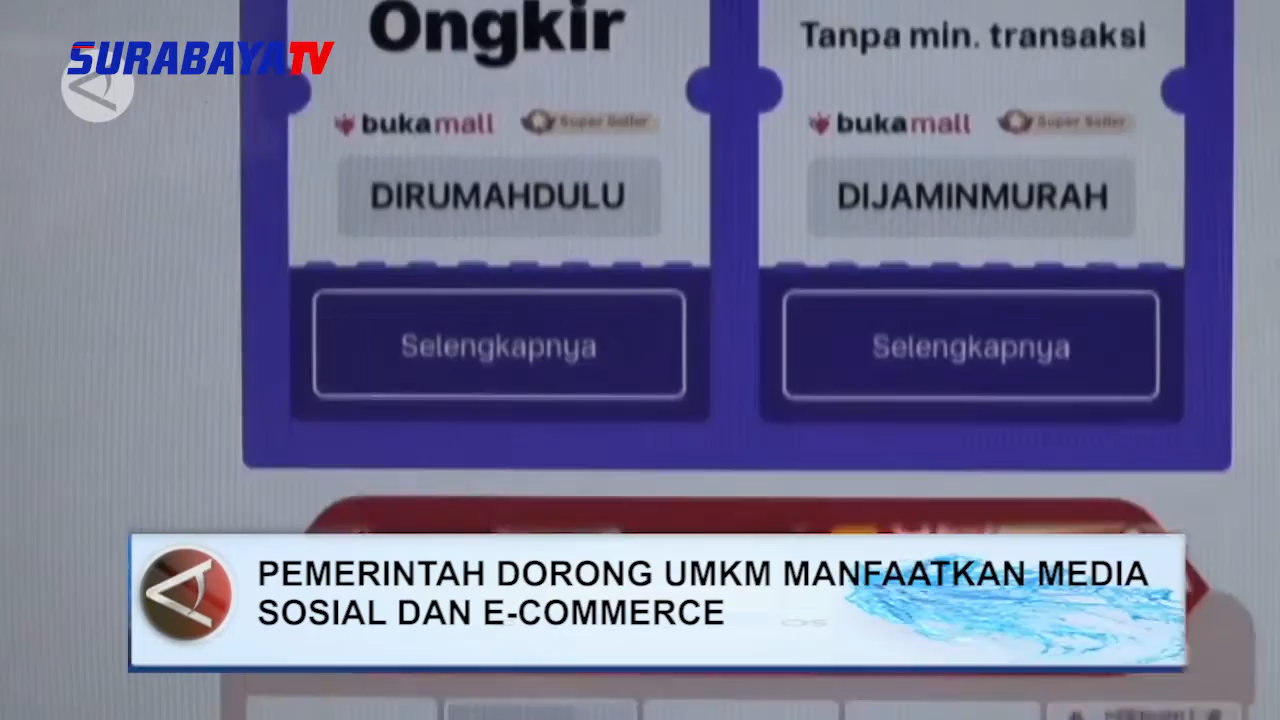 Ongkir
Tanpa min. transaksi
SURABAYATV
bukamall Super Seller
bukamall Super Seller
DIRUMAHDULU
DIJAMINMURAH
Selengkapnya
Selengkapnya
PEMERINTAH DORONG UMKM MANFAATKAN MEDIA
SOSIAL DAN E-COMMERCE